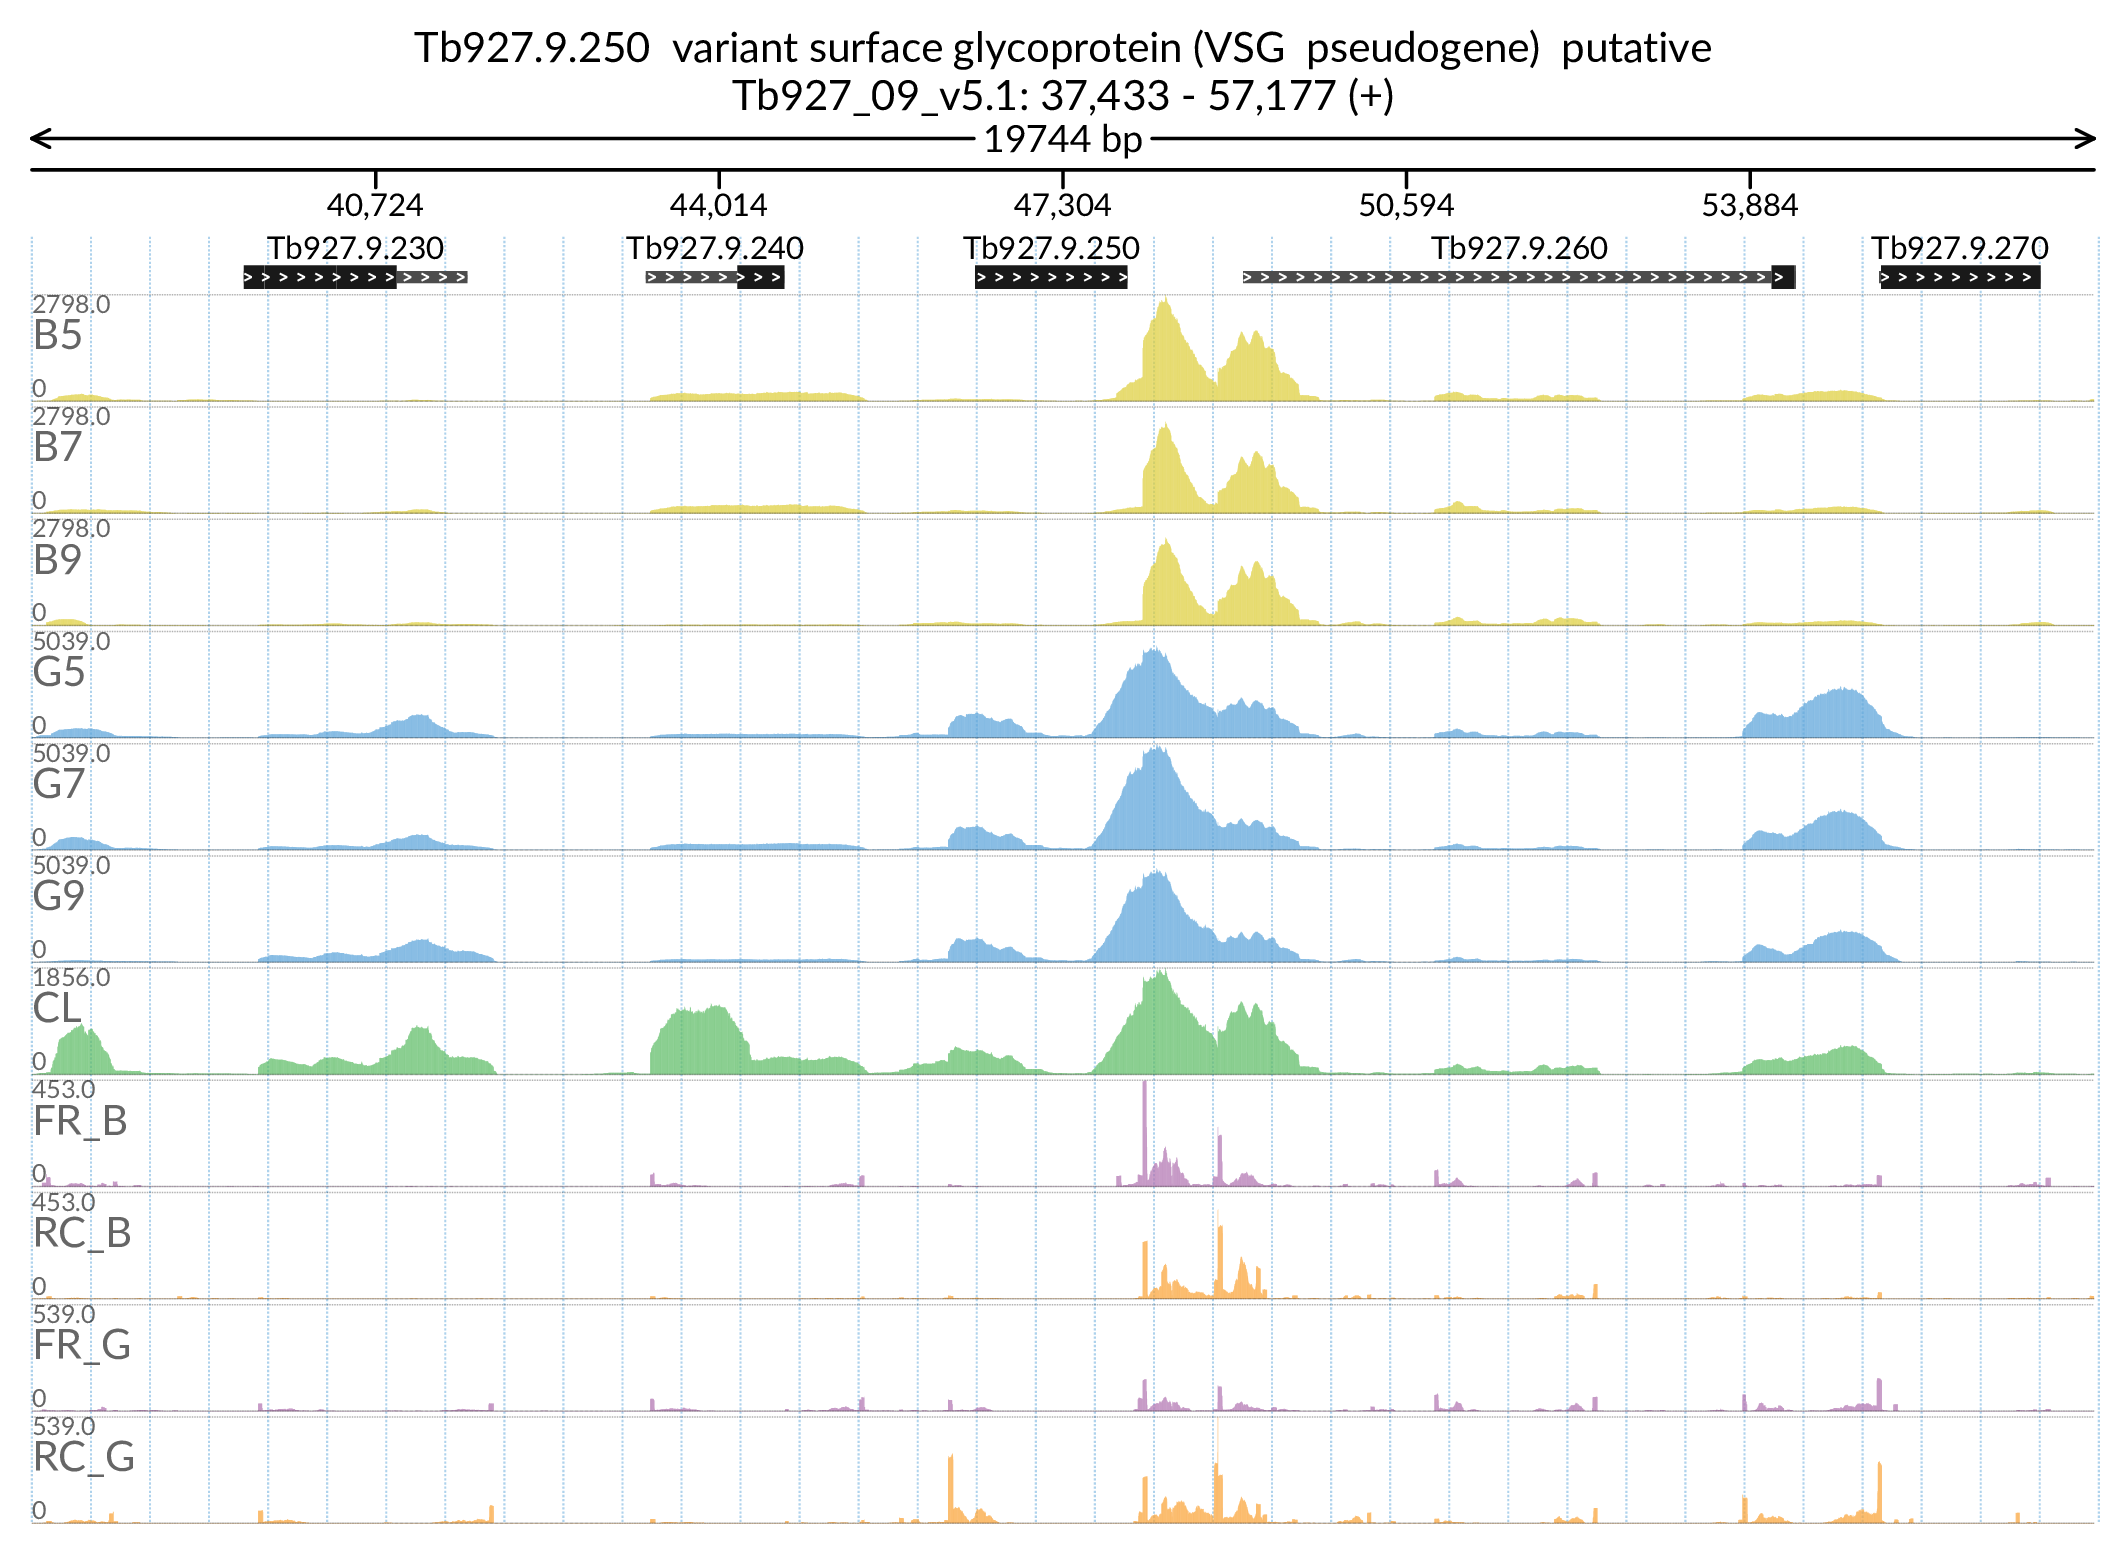 Tb927.9.250 variant surface glycoprotein (VSG pseudogene) putative
Tb927_09_v5.1: 37,433 - 57,177 (+)
19744 bp
40,724 44,014 47,304 50,594 53,884
Tb927.9.230 Tb927.9.240 Tb927.9.250 Tb927.9.260 Tb927.9.270
2798.0
B5
0
2798.0
B7
0
2798.0
B9
0
5039.0
G5
0
5039.0
G7
0
5039.0
G9
0
1856.0
CL
0
453.0
FR_B
0
453.0
RC_B
0
539.0
FR_G
0
539.0
RC_G
0